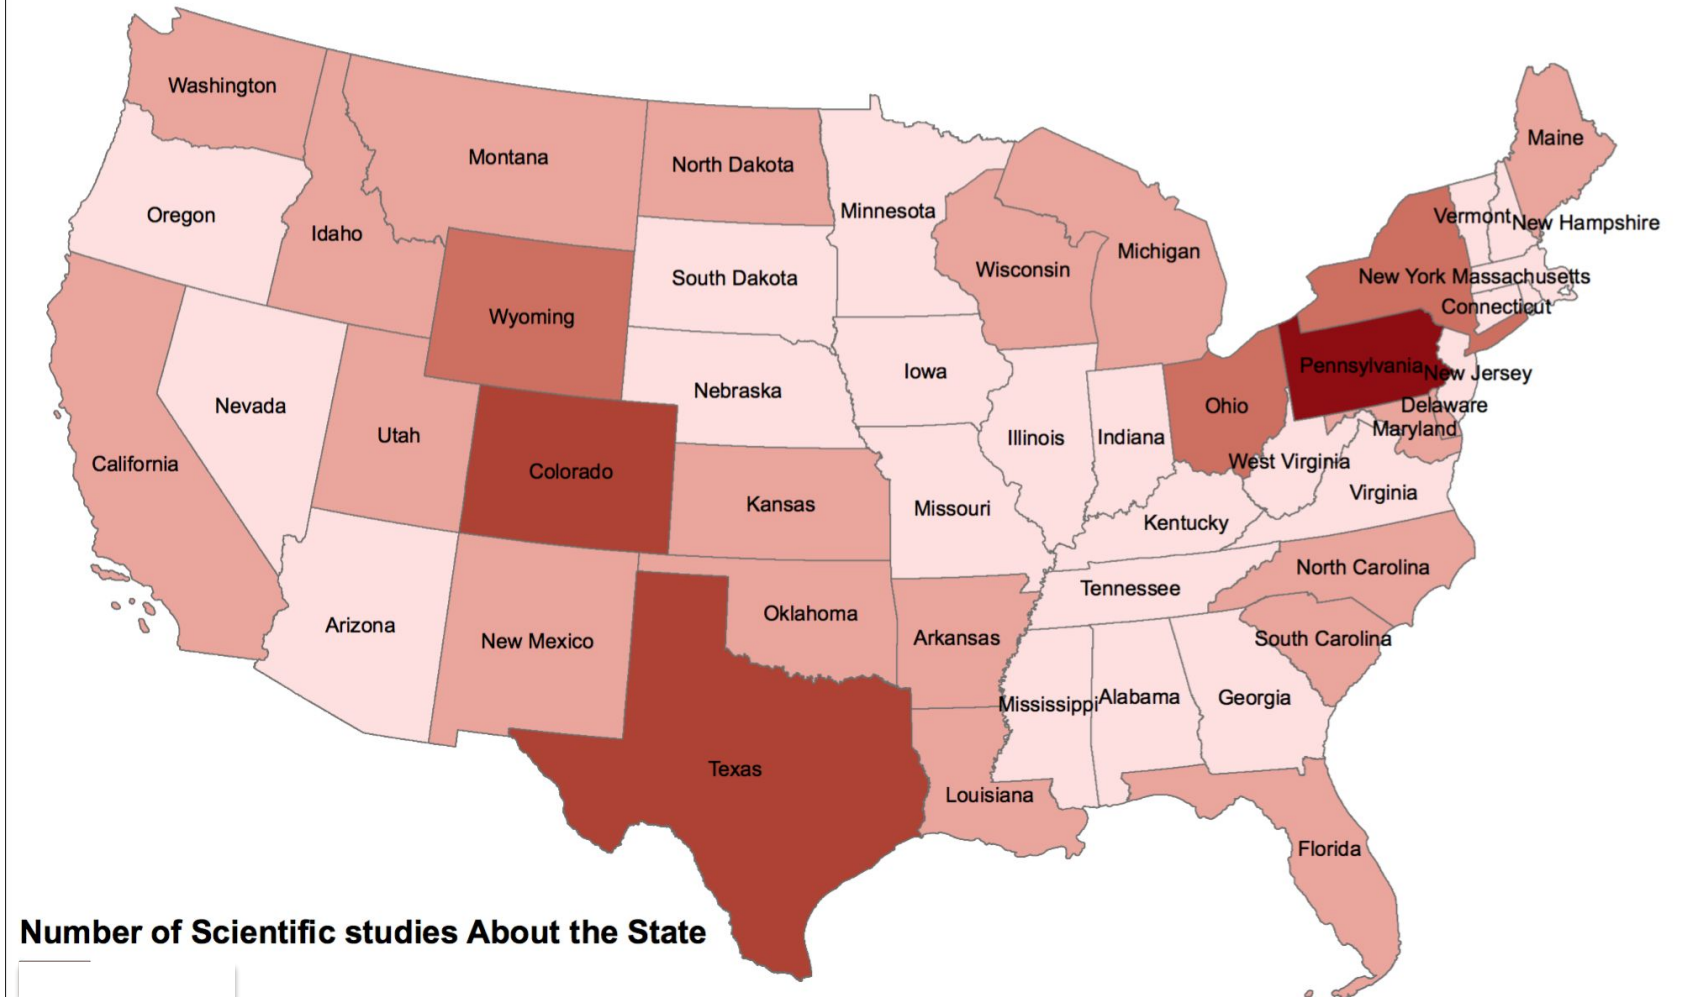 Washington
Maine
Montana
North Dakota
Minnesota
Oregon
Vermont
New Hampshire
Idaho
Michigan
Wisconsin
South Dakota
New York
Massachusetts
Connecticut
Wyoming
Pennsylvania
Iowa
New Jersey
Nebraska
Nevada
Ohio
Delaware
Maryland
Utah
Illinois
Indiana
California
Colorado
West Virginia
Virginia
Kansas
Missouri
Kentucky
North Carolina
Tennessee
Oklahoma
Arizona
New Mexico
Arkansas
South Carolina
Mississippi
Alabama
Georgia
Texas
Louisiana
Florida
Number of Scientific studies About the State